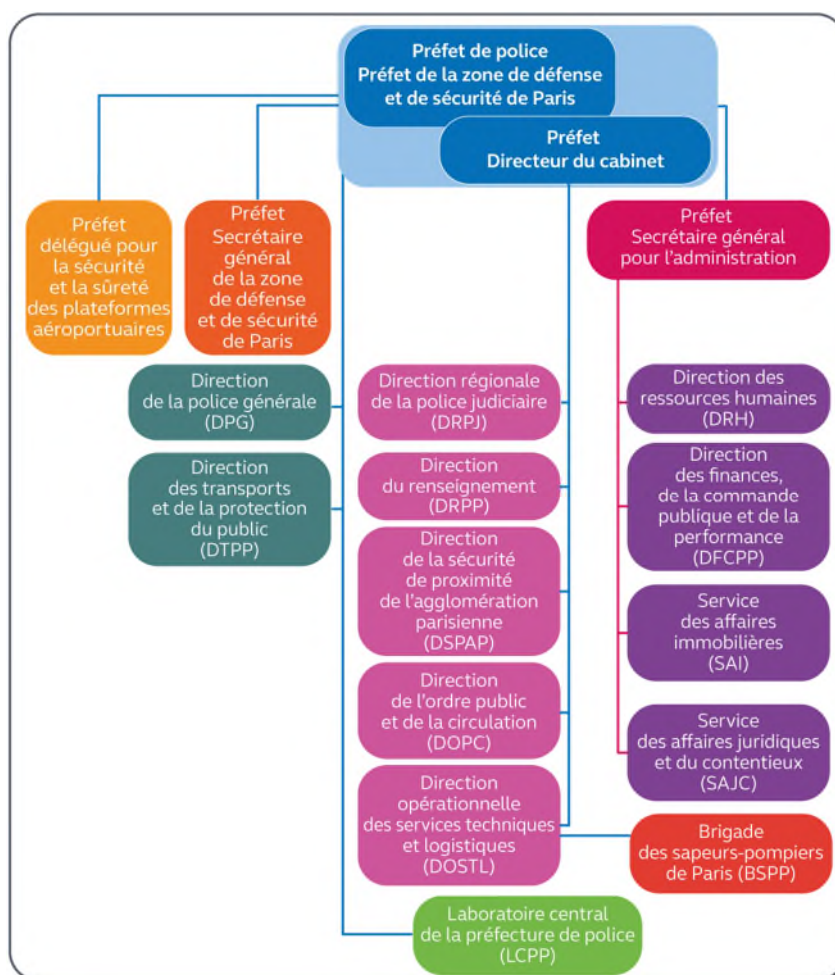 Préfet de police
Préfet de la zone de défense
et de sécurité de Paris
Préfet
Directeur du cabinet
Préfet
délégué pour
la sécurité
et la sûreté
des plateformes
aéroportuaires
Préfet
Secrétaire
général
de la zone
de défense
et de sécurité
de Paris
Préfet
Secrétaire général
pour l'administration
Direction
de la police générale
(DPG)
Direction
des transports
et de la protection
du public
(DTPP)
Direction régionale
de la police judiciaire
(DRPJ)
Direction
du renseignement
(DRPP)
Direction
de la sécurité
de proximité
de l'agglomération
parisienne
(DSPAP)
Direction
de l'ordre public
et de la circulation
(DOPC)
Direction
opérationnelle
des services techniques
et logistiques
(DOSTL)
Direction des
ressources humaines
(DRH)
Direction
des finances,
de la commande
publique et de la
performance
(DFCPP)
Service
des affaires
immobilières
(SAI)
Service
des affaires juridiques
et du contentieux
(SAJC)
Brigade
des sapeurs-pompiers
de Paris (BSPP)
Laboratoire central
de la préfecture de police
(LCPP)